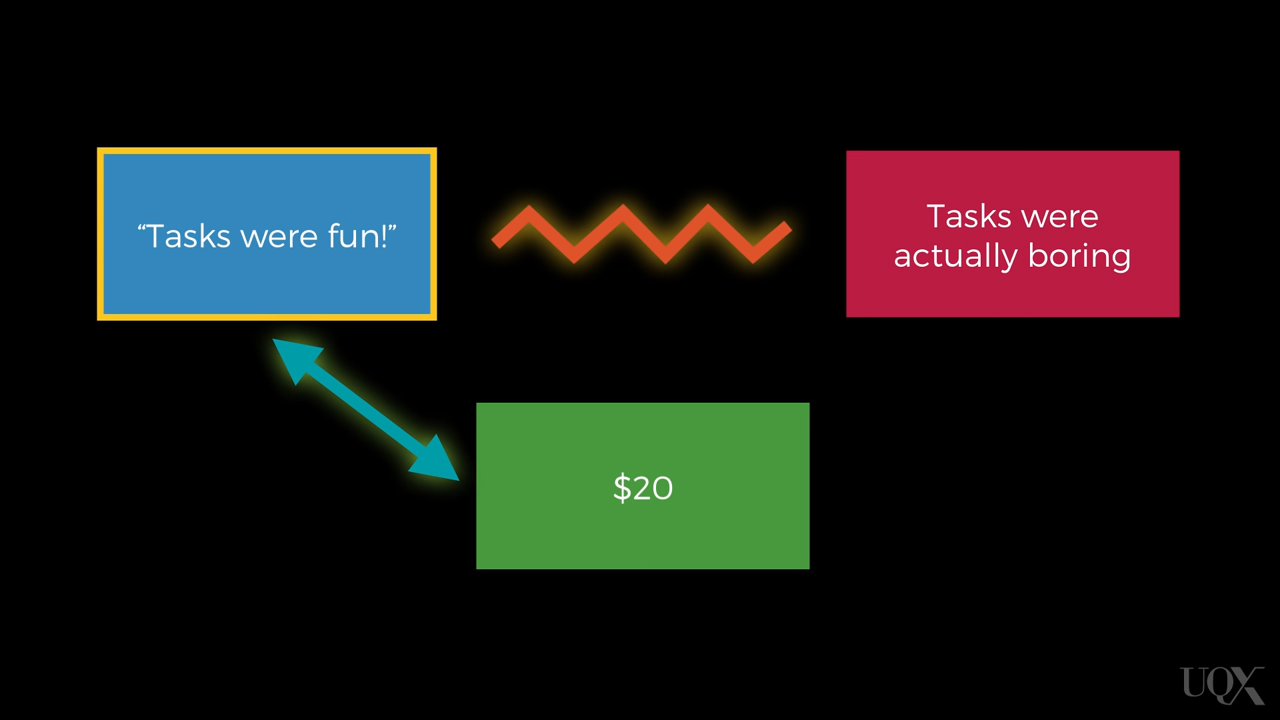 “Tasks were fun!”
Tasks were
actually boring
$20
UQX